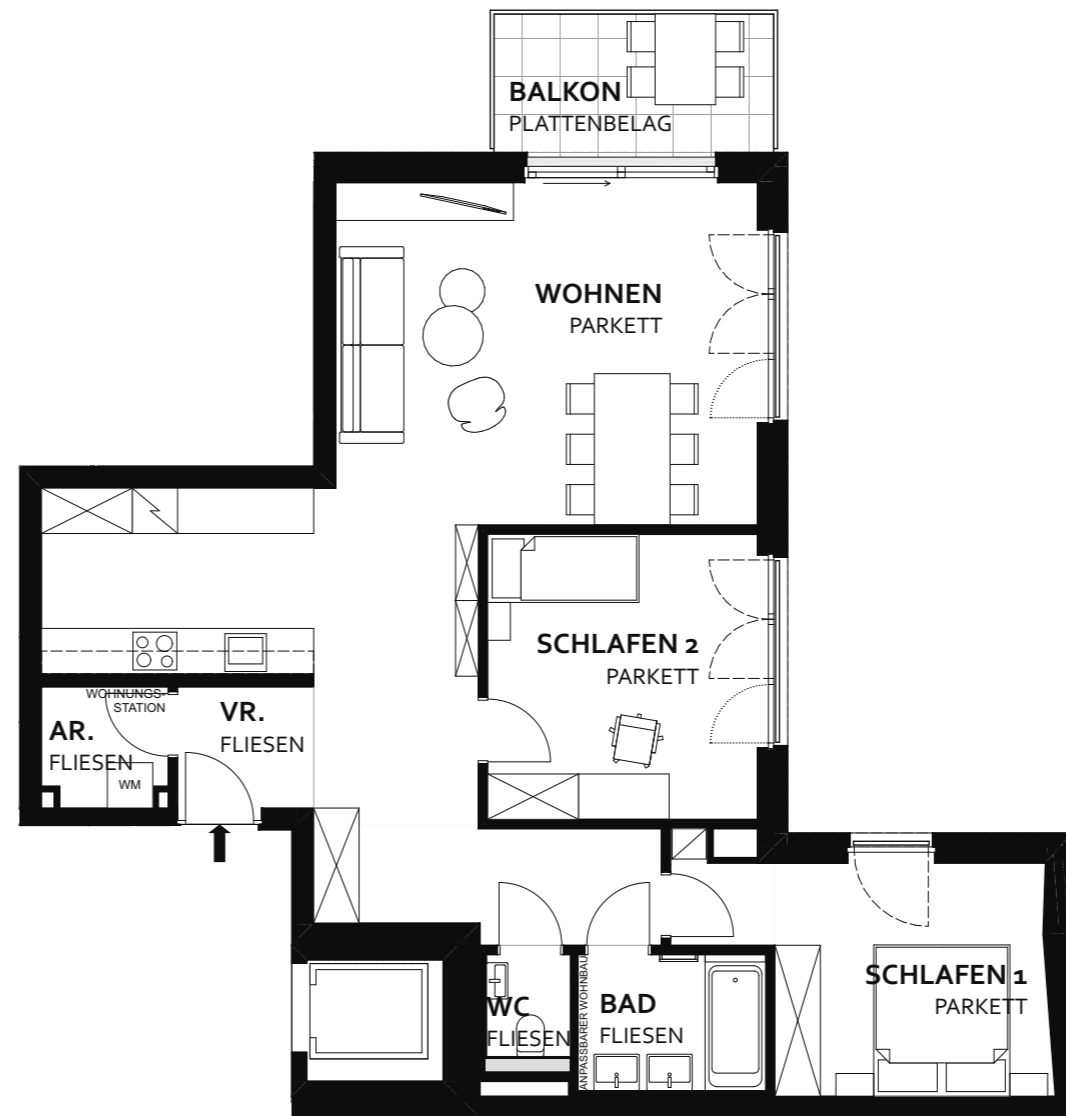 BALKON
PLATTENBELAG
WOHNEN
PARKETT
SCHLAFEN 2
PARKETT
WOHNUNGS-
STATION
AR.
FLIESEN
WM
VR.
FLIESEN
WC
FLIESEN
ANPASSBARER WOHNBAU
BAD
FLIESEN
SCHLAFEN 1
PARKETT